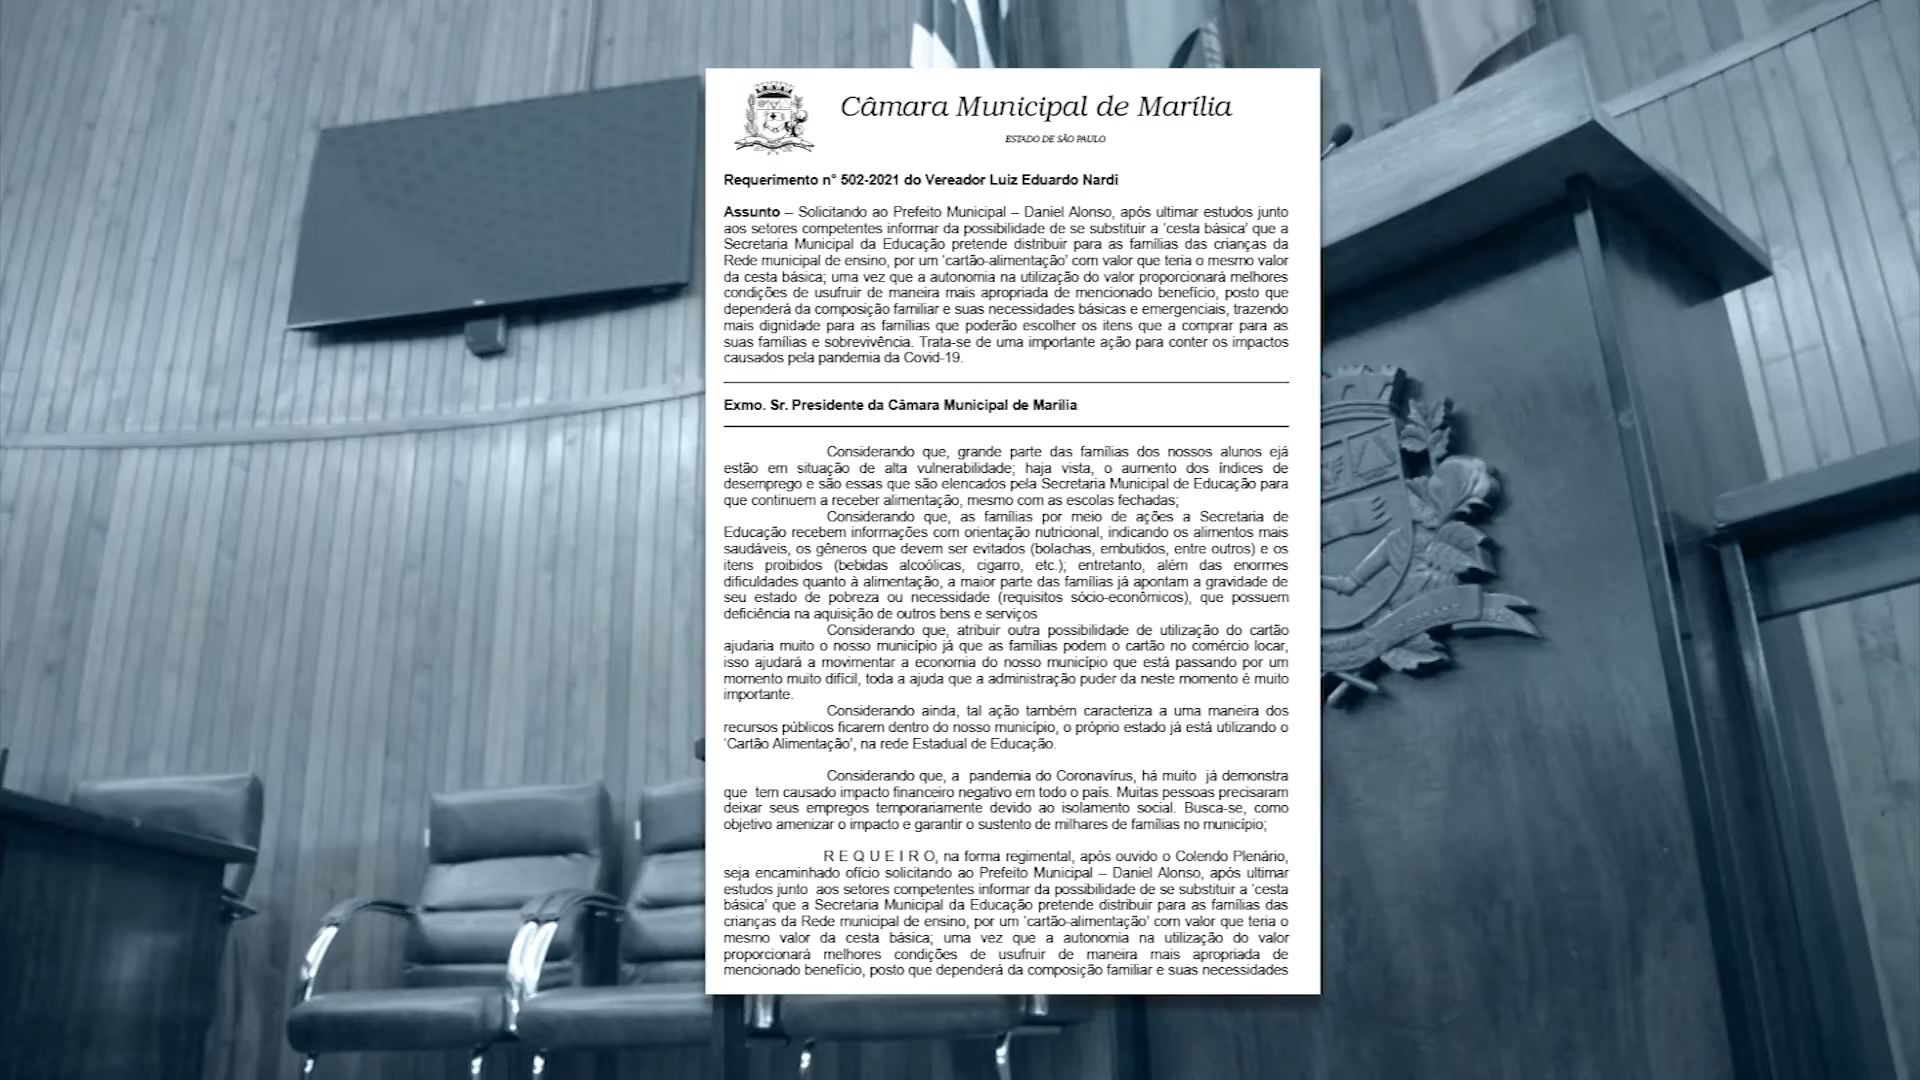 Câmara Municipal de Marília
ESTADO DE SÃO PAULO
Requerimento n° 502-2021 do Vereador Luiz Eduardo Nardi
Assunto – Solicitando ao Prefeito Municipal – Daniel Alonso, após ultimar estudos junto
aos setores competentes informar da possibilidade de se substituir a 'cesta básica' que a
Secretaria Municipal da Educação pretende distribuir para as famílias das crianças da
Rede municipal de ensino, por um 'cartão-alimentação' com valor que teria o mesmo valor
da cesta básica; uma vez que a autonomia na utilização do valor proporcionará melhores
condições de usufruir de maneira mais apropriada de mencionado benefício, posto que
dependerá da composição familiar e suas necessidades básicas e emergenciais, trazendo
mais dignidade para as famílias que poderão escolher os itens que a comprar para as
suas famílias e sobrevivência. Trata-se de uma importante ação para conter os impactos
causados pela pandemia da Covid-19.
Exmo. Sr. Presidente da Câmara Municipal de Marília
Considerando que, grande parte das famílias dos nossos alunos ejá
estão em situação de alta vulnerabilidade; haja vista, o aumento dos índices de
desemprego e são essas que são elencados pela Secretaria Municipal de Educação para
que continuem a receber alimentação, mesmo com as escolas fechadas;
Considerando que, as famílias por meio de ações a Secretaria de
Educação recebem informações com orientação nutricional, indicando os alimentos mais
saudáveis, os gêneros que devem ser evitados (bolachas, embutidos, entre outros) e os
itens proibidos (bebidas alcoólicas, cigarro, etc.); entretanto, além das enormes
dificuldades quanto à alimentação, a maior parte das famílias já apontam a gravidade de
seu estado de pobreza ou necessidade (requisitos sócio-econômicos), que possuem
deficiência na aquisição de outros bens e serviços
Considerando que, atribuir outra possibilidade de utilização do cartão
ajudaria muito o nosso município já que as famílias podem o cartão no comércio locar,
isso ajudará a movimentar a economia do nosso município que está passando por um
momento muito difícil, toda a ajuda que a administração puder da neste momento é muito
importante.
Considerando ainda, tal ação também caracteriza a uma maneira dos
recursos públicos ficarem dentro do nosso município, o próprio estado já está utilizando o
'Cartão Alimentação', na rede Estadual de Educação.
Considerando que, a pandemia do Coronavírus, há muito já demonstra
que tem causado impacto financeiro negativo em todo o país. Muitas pessoas precisaram
deixar seus empregos temporariamente devido ao isolamento social. Busca-se, como
objetivo amenizar o impacto e garantir o sustento de milhares de famílias no município;
R E Q U E I R O, na forma regimental, após ouvido o Colendo Plenário,
seja encaminhado ofício solicitando ao Prefeito Municipal – Daniel Alonso, após ultimar
estudos junto aos setores competentes informar da possibilidade de se substituir a 'cesta
básica' que a Secretaria Municipal da Educação pretende distribuir para as famílias das
crianças da Rede municipal de ensino, por um 'cartão-alimentação' com valor que teria o
mesmo valor da cesta básica; uma vez que a autonomia na utilização do valor
proporcionará melhores condições de usufruir de maneira mais apropriada de
mencionado benefício, posto que dependerá da composição familiar e suas necessidades